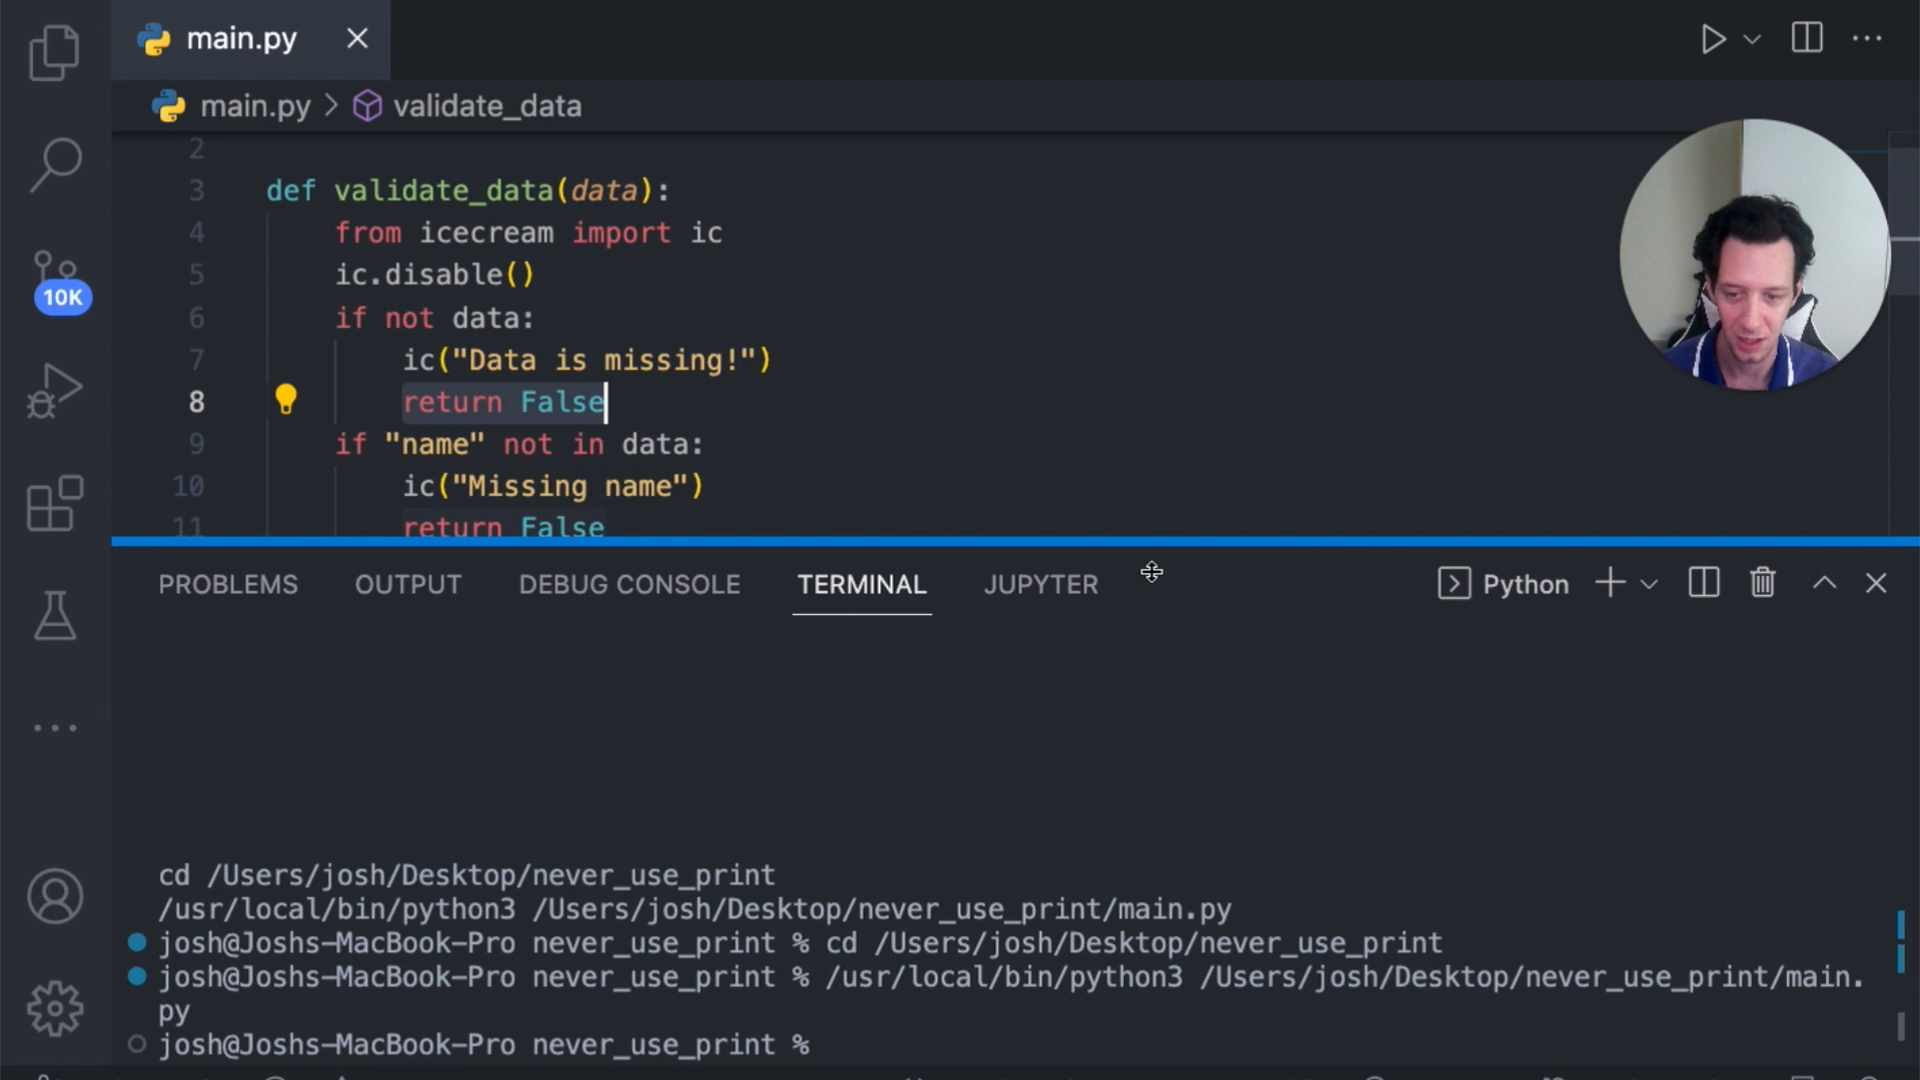 main.py
main.py > validate_data
2
3 def validate_data(data):
4 from icecream import ic
10K
5 ic.disable()
6 if not data:
7 ic("Data is missing!")
8 return False
9 if "name" not in data:
10 ic("Missing name")
11 return False
PROBLEMS OUTPUT DEBUG CONSOLE TERMINAL JUPYTER Python
cd /Users/josh/Desktop/never_use_print
/usr/local/bin/python3 /Users/josh/Desktop/never_use_print/main.py
josh@Joshs-MacBook-Pro never_use_print % cd /Users/josh/Desktop/never_use_print
josh@Joshs-MacBook-Pro never_use_print % /usr/local/bin/python3 /Users/josh/Desktop/never_use_print/main.
py
josh@Joshs-MacBook-Pro never_use_print %